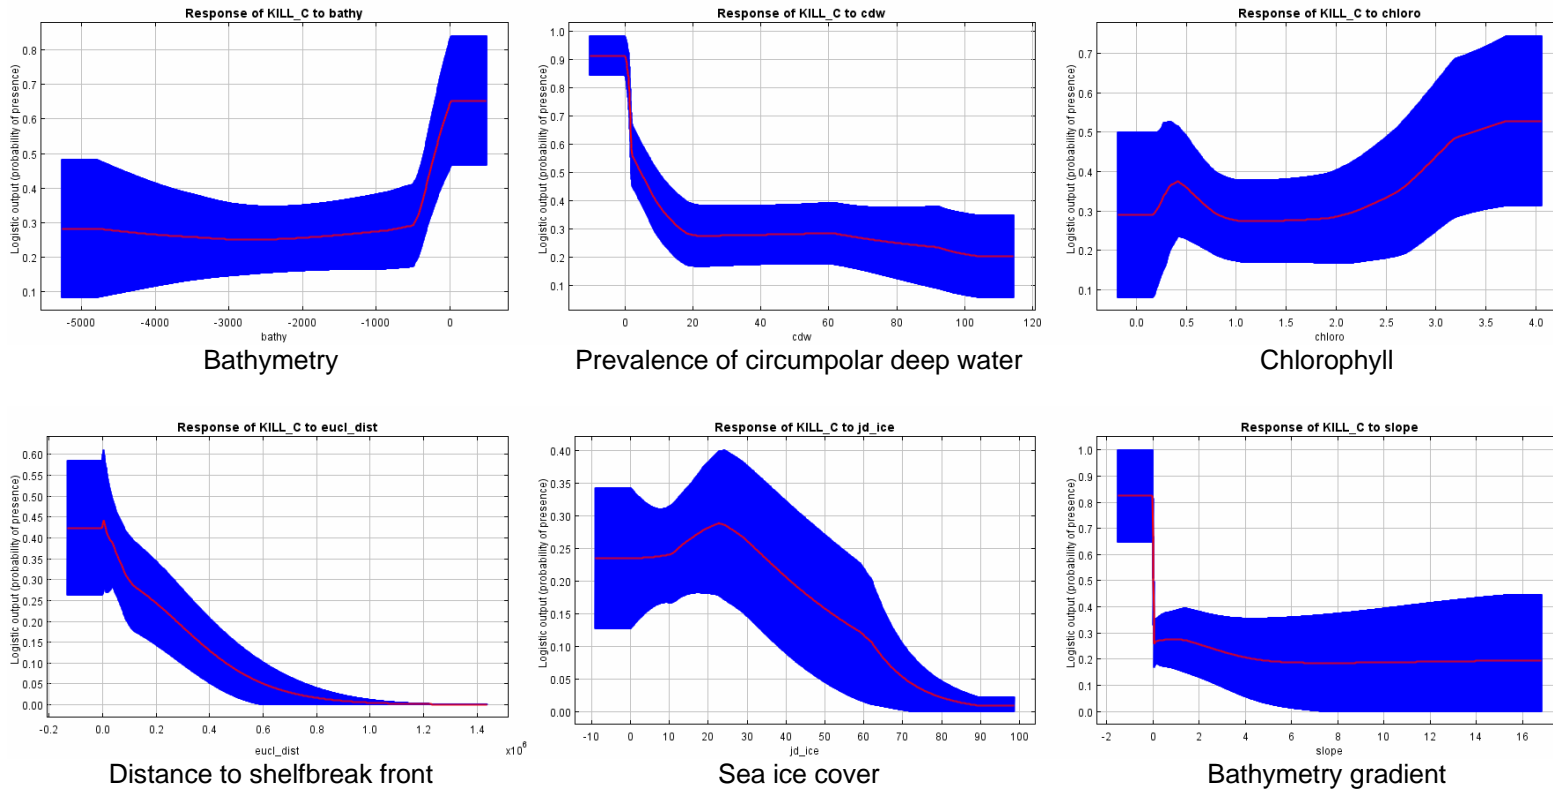 Response of KILL_C to bathy
Logistic output (probability of presence)
0.8
0.7
0.6
0.5
0.4
0.3
0.2
0.1
-5000 -4000 -3000 -2000 -1000 0
bathy
Bathymetry
Response of KILL_C to cdw
Logistic output (probability of presence)
1.0
0.9
0.8
0.7
0.6
0.5
0.4
0.3
0.2
0.1
0 20 40 60 80 100 120
cdw
Prevalence of circumpolar deep water
Response of KILL_C to chloro
Logistic output (probability of presence)
0.7
0.6
0.5
0.4
0.3
0.2
0.1
0.0 0.5 1.0 1.5 2.0 2.5 3.0 3.5 4.0
chloro
Chlorophyll
Response of KILL_C to eucl_dist
Logistic output (probability of presence)
0.60
0.55
0.50
0.45
0.40
0.35
0.30
0.25
0.20
0.15
0.10
0.05
0.00
-0.2 0.0 0.2 0.4 0.6 0.8 1.0 1.2 1.4
x10^6
eucl_dist
Distance to shelfbreak front
Response of KILL_C to jd_ice
Logistic output (probability of presence)
0.40
0.35
0.30
0.25
0.20
0.15
0.10
0.05
0.00
-10 0 10 20 30 40 50 60 70 80 90 100
jd_ice
Sea ice cover
Response of KILL_C to slope
Logistic output (probability of presence)
1.0
0.9
0.8
0.7
0.6
0.5
0.4
0.3
0.2
0.1
0.0
-2 0 2 4 6 8 10 12 14 16
slope
Bathymetry gradient